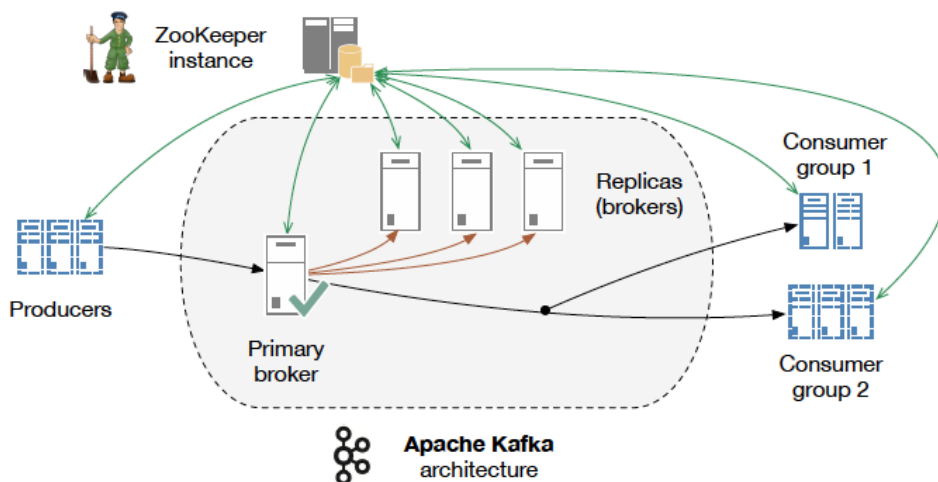 ZooKeeper
instance
Consumer
group 1
Replicas
(brokers)
Producers
Primary
broker
Consumer
group 2
Apache Kafka
architecture